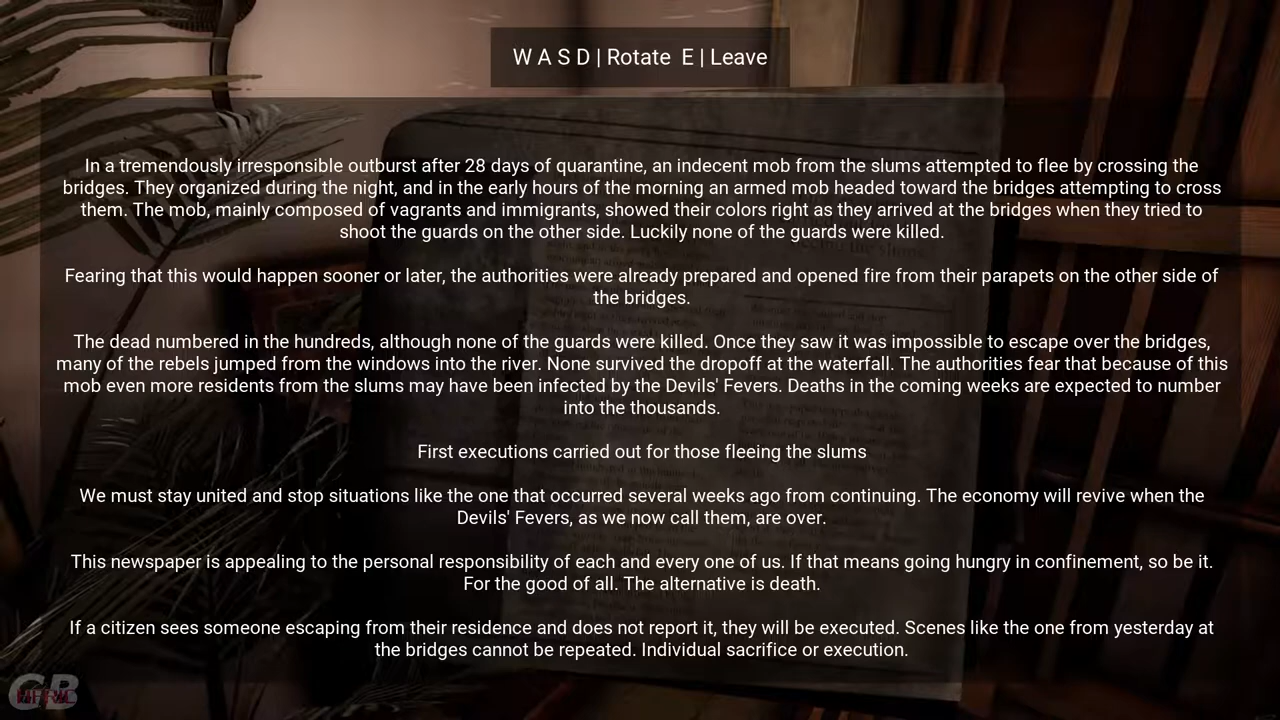 W A S D | Rotate E | Leave
In a tremendously irresponsible outburst after 28 days of quarantine, an indecent mob from the slums attempted to flee by crossing the
bridges. They organized during the night, and in the early hours of the morning an armed mob headed toward the bridges attempting to cross
them. The mob, mainly composed of vagrants and immigrants, showed their colors right as they arrived at the bridges when they tried to
shoot the guards on the other side. Luckily none of the guards were killed.
Fearing that this would happen sooner or later, the authorities were already prepared and opened fire from their parapets on the other side of
the bridges.
The dead numbered in the hundreds, although none of the guards were killed. Once they saw it was impossible to escape over the bridges,
many of the rebels jumped from the windows into the river. None survived the dropoff at the waterfall. The authorities fear that because of this
mob even more residents from the slums may have been infected by the Devils' Fevers. Deaths in the coming weeks are expected to number
into the thousands.
First executions carried out for those fleeing the slums
We must stay united and stop situations like the one that occurred several weeks ago from continuing. The economy will revive when the
Devils' Fevers, as we now call them, are over.
This newspaper is appealing to the personal responsibility of each and every one of us. If that means going hungry in confinement, so be it.
For the good of all. The alternative is death.
If a citizen sees someone escaping from their residence and does not report it, they will be executed. Scenes like the one from yesterday at
the bridges cannot be repeated. Individual sacrifice or execution.
GB